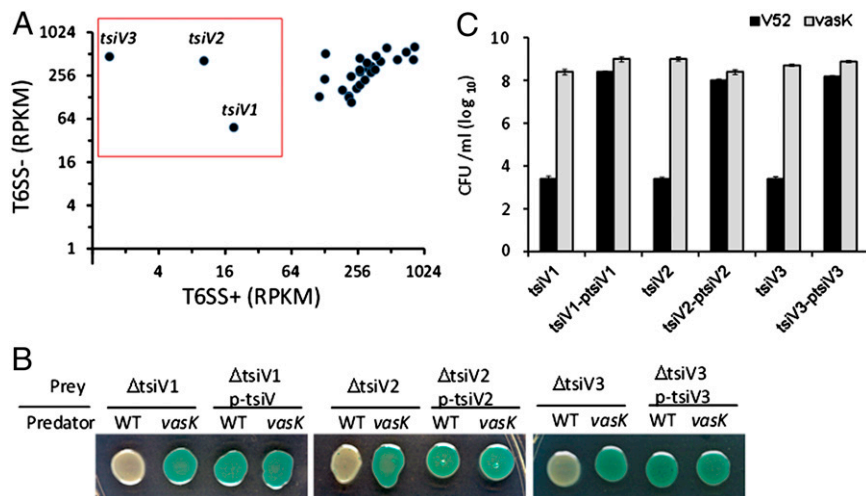 A
T6SS- (RPKM)
1024
256
64
16
4
1
tsiV3
tsiV2
tsiV1
4 16 64 256 1024
T6SS+ (RPKM)
C
V52 vasK
CFU /ml (log 10)
10
8
6
4
2
0
tsiV1
tsiV1-ptsiV1
tsiV2
tsiV2-ptsiV2
tsiV3
tsiV3-ptsiV3
B
Prey ΔtsiV1 ΔtsiV1 p-tsiV ΔtsiV2 ΔtsiV2 p-tsiV2 ΔtsiV3 ΔtsiV3 p-tsiV3
Predator WT vasK WT vasK WT vasK WT vasK WT vasK WT vasK